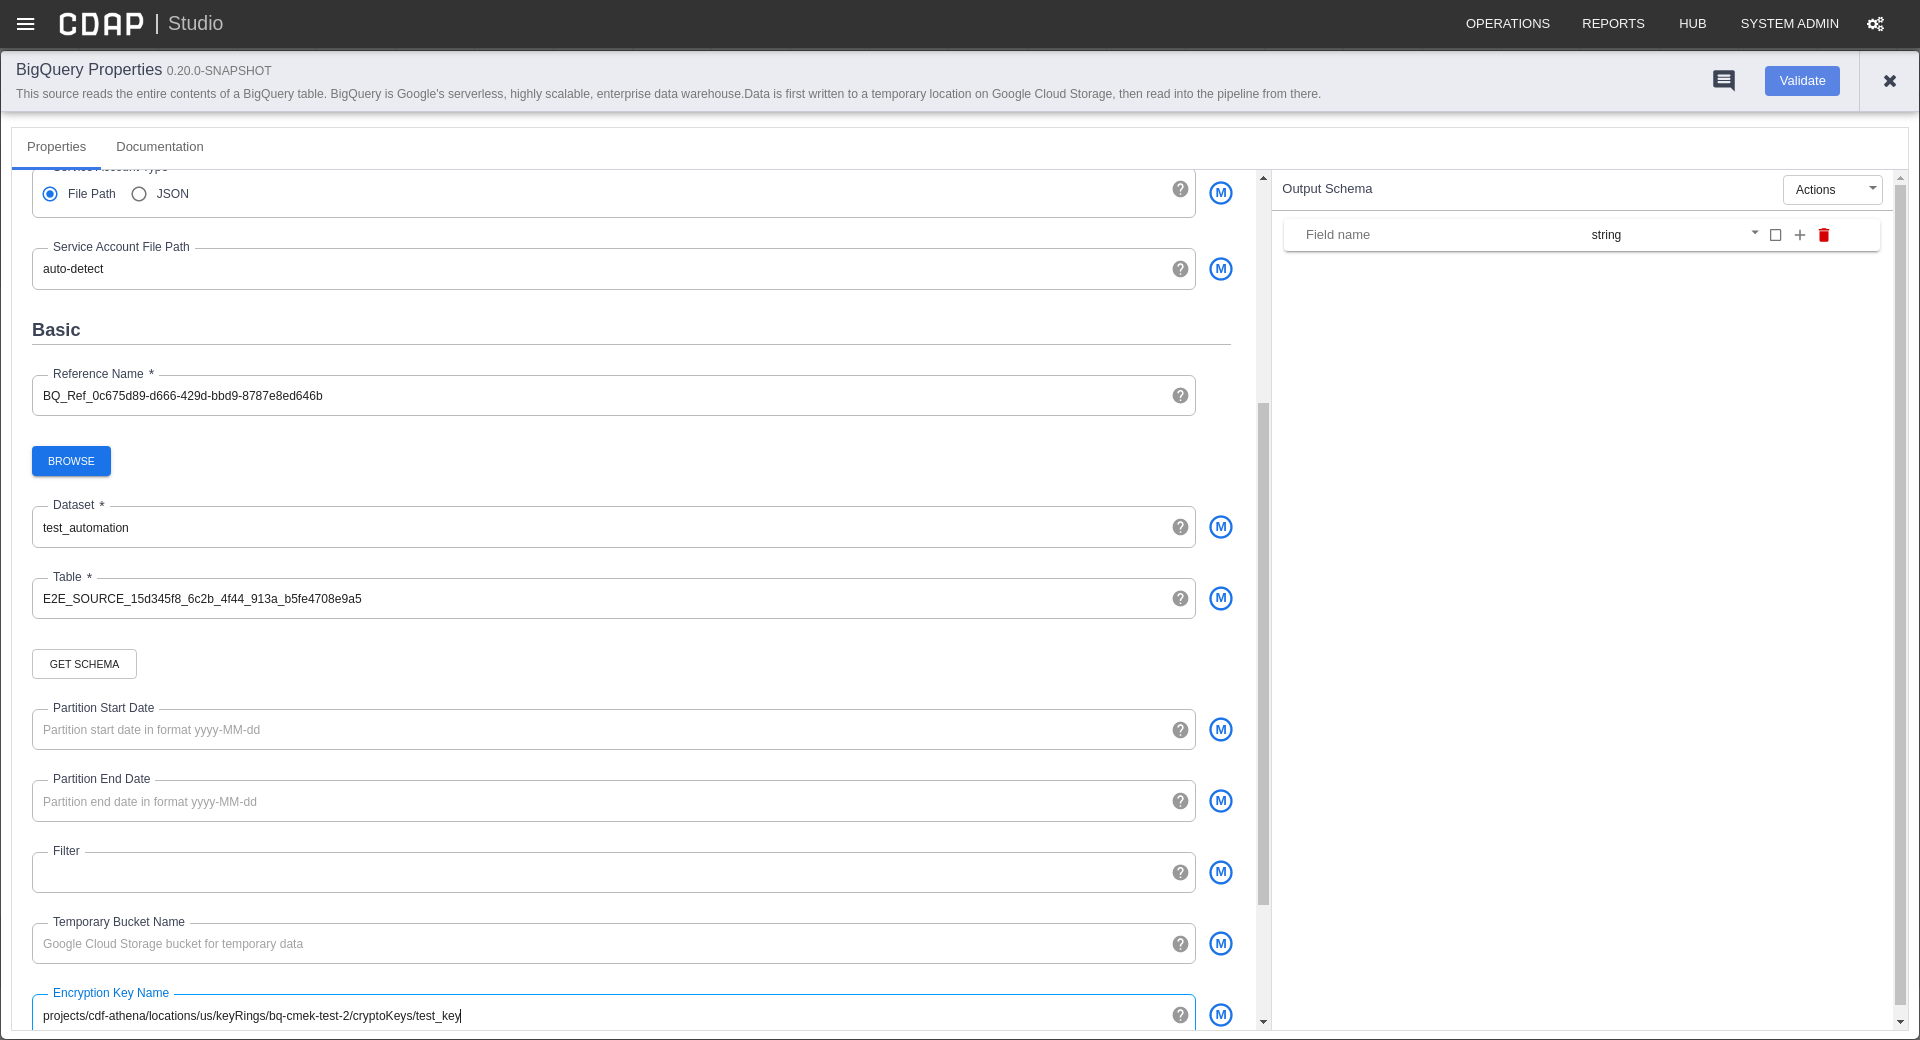 CDAP | Studio
OPERATIONS REPORTS HUB SYSTEM ADMIN
BigQuery Properties 0.20.0-SNAPSHOT
This source reads the entire contents of a BigQuery table. BigQuery is Google's serverless, highly scalable, enterprise data warehouse.Data is first written to a temporary location on Google Cloud Storage, then read into the pipeline from there.
Validate
Properties Documentation
Service Account Type
File Path JSON
M
Service Account File Path
auto-detect
M
Basic
Reference Name *
BQ_Ref_0c675d89-d666-429d-bbd9-8787e8ed646b
BROWSE
Dataset *
test_automation
M
Table *
E2E_SOURCE_15d345f8_6c2b_4f44_913a_b5fe4708e9a5
M
GET SCHEMA
Partition Start Date
Partition start date in format yyyy-MM-dd
M
Partition End Date
Partition end date in format yyyy-MM-dd
M
Filter
M
Temporary Bucket Name
Google Cloud Storage bucket for temporary data
M
Encryption Key Name
projects/cdf-athena/locations/us/keyRings/bq-cmek-test-2/cryptoKeys/test_key
M
Output Schema
Actions
Field name string